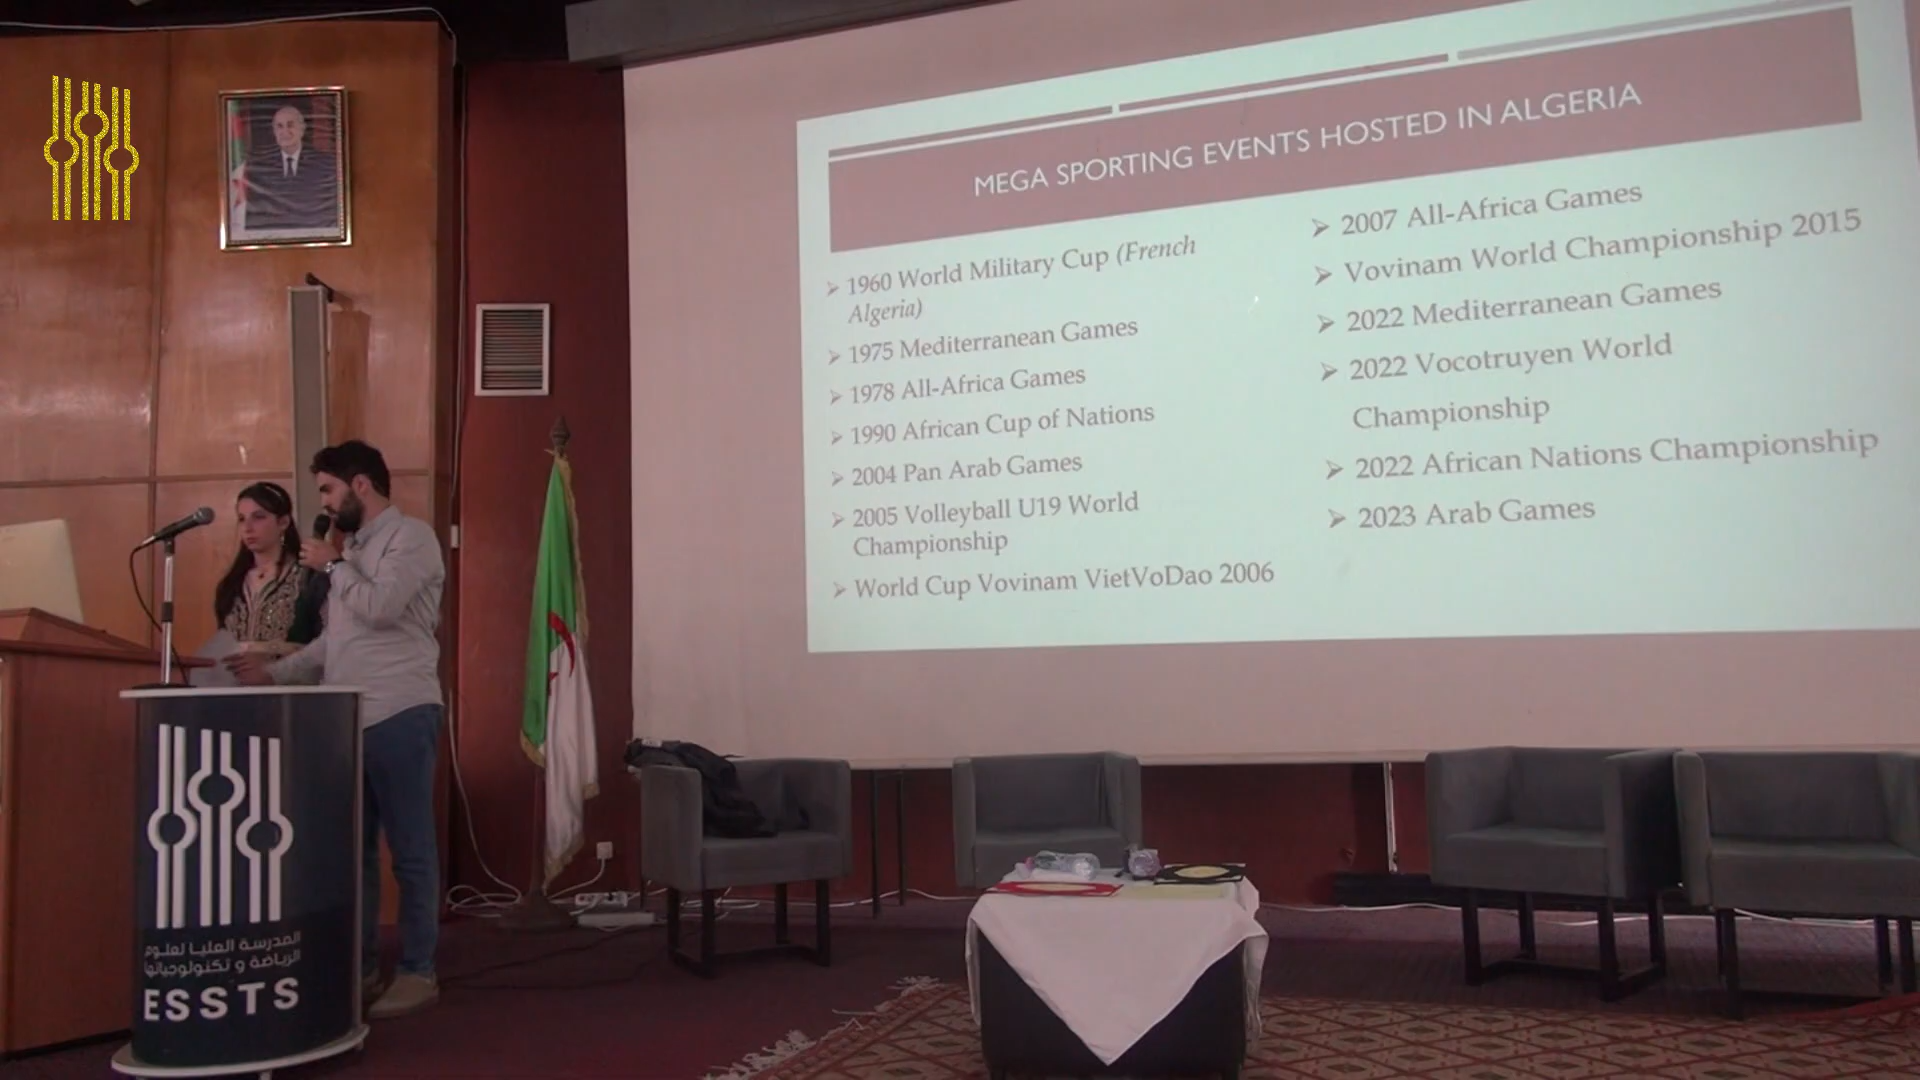 MEGA SPORTING EVENTS HOSTED IN ALGERIA
➢ 1960 World Military Cup (French
Algeria)
➢ 1975 Mediterranean Games
➢ 1978 All-Africa Games
➢ 1990 African Cup of Nations
➢ 2004 Pan Arab Games
➢ 2005 Volleyball U19 World
Championship
➢ World Cup Vovinam VietVoDao 2006
➢ 2007 All-Africa Games
➢ Vovinam World Championship 2015
➢ 2022 Mediterranean Games
➢ 2022 Vocotruyen World
Championship
➢ 2022 African Nations Championship
➢ 2023 Arab Games
المدرسة العليا لعلوم
الرياضة و تكنولوجياتها
ESSTS